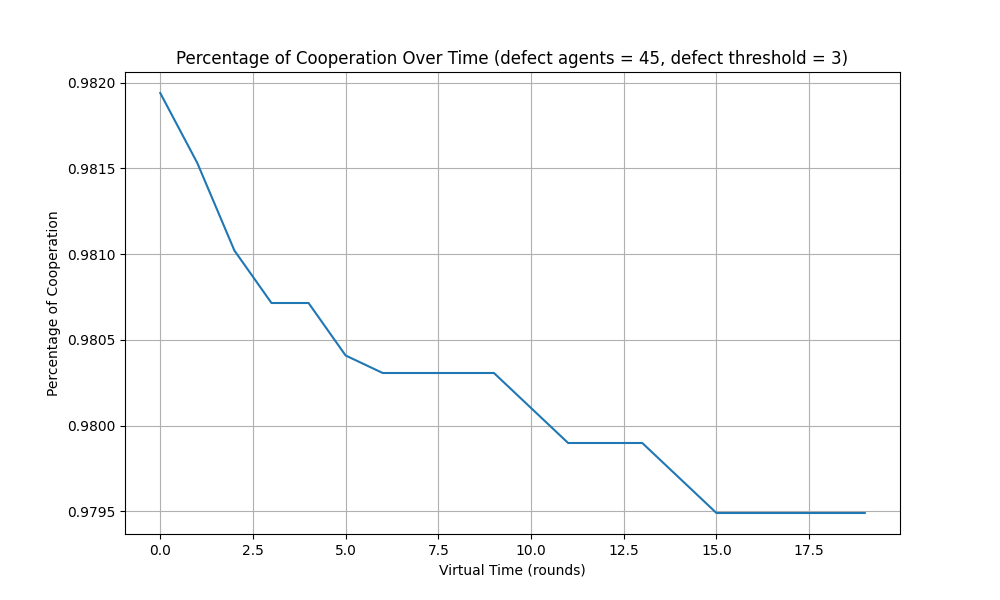 Percentage of Cooperation Over Time (defect agents = 45, defect threshold = 3)
0.9820
0.9815
0.9810
0.9805
0.9800
0.9795
Percentage of Cooperation
0.0 2.5 5.0 7.5 10.0 12.5 15.0 17.5
Virtual Time (rounds)